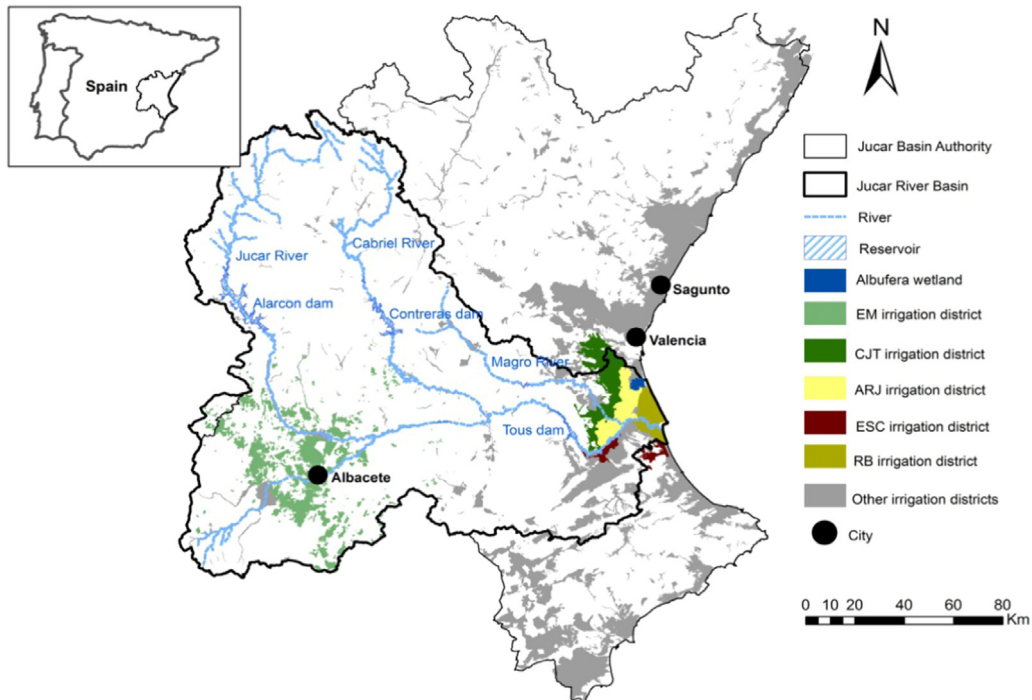 Spain
N
Jucar River
Cabriel River
Alarcon dam
Contreras dam
Magro River
Tous dam
Sagunto
Valencia
Albacete
Jucar Basin Authority
Jucar River Basin
River
Reservoir
Albufera wetland
EM irrigation district
CJT irrigation district
ARJ irrigation district
ESC irrigation district
RB irrigation district
Other irrigation districts
City
0 10 20 40 60 80
Km